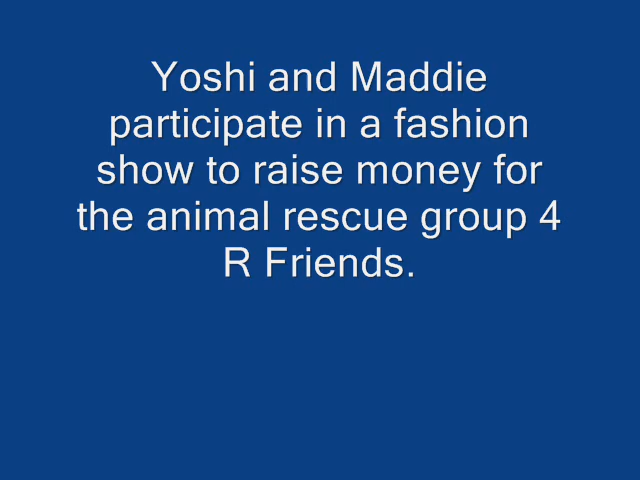 Yoshi and Maddie
participate in a fashion
show to raise money for
the animal rescue group 4
R Friends.